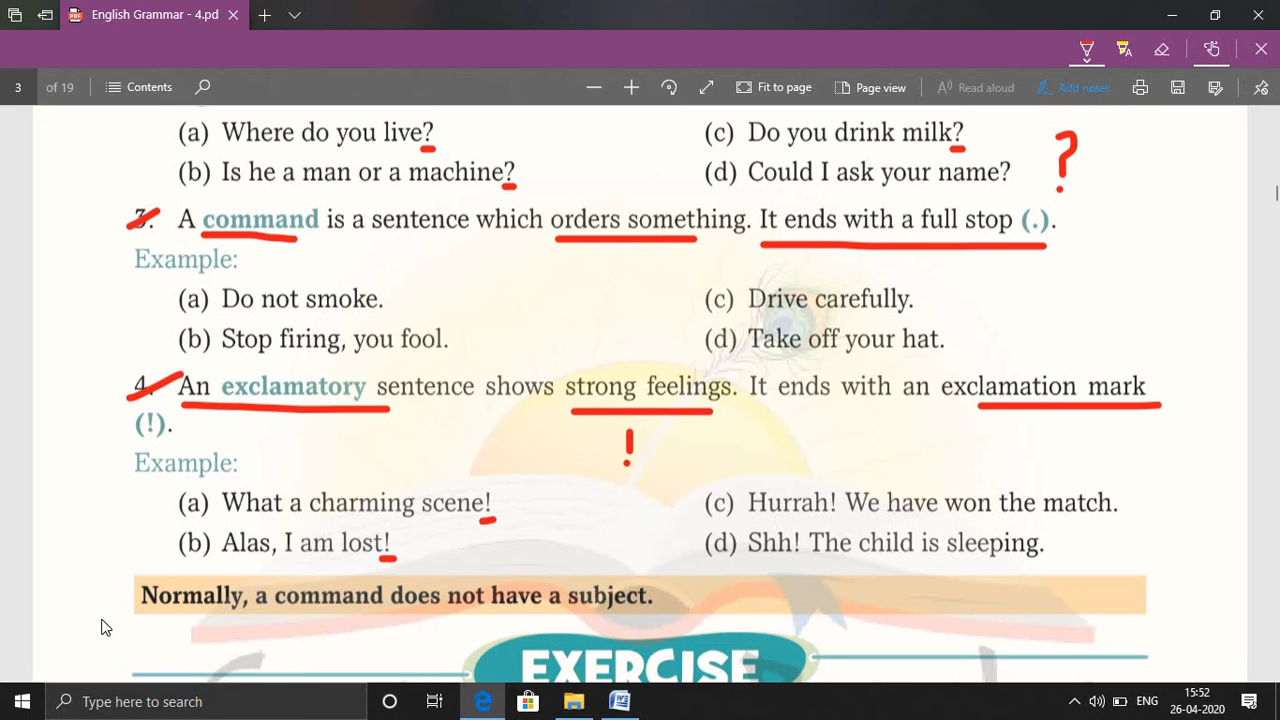 English Grammar - 4.pd
3 of 19 Contents Fit to page Page view Read aloud Add notes
(a) Where do you live? (c) Do you drink milk?
(b) Is he a man or a machine? (d) Could I ask your name? ?
3. A command is a sentence which orders something. It ends with a full stop (.).
Example:
(a) Do not smoke. (c) Drive carefully.
(b) Stop firing, you fool. (d) Take off your hat.
4. An exclamatory sentence shows strong feelings. It ends with an exclamation mark
(!).
!
Example:
(a) What a charming scene! (c) Hurrah! We have won the match.
(b) Alas, I am lost! (d) Shh! The child is sleeping.
Normally, a command does not have a subject.
EXERCISE
Type here to search ENG 15:52
26-04-2020